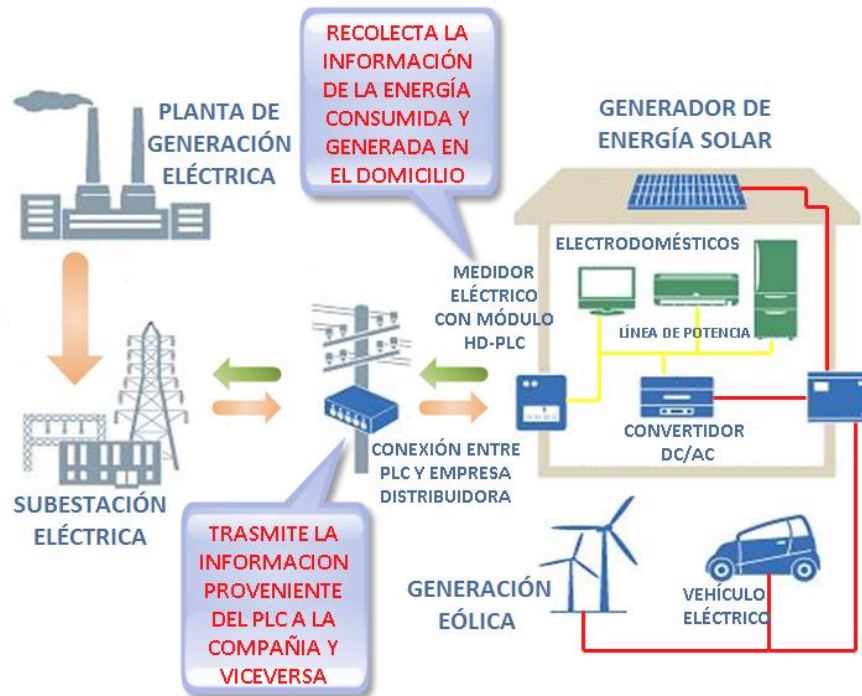 RECOLECTA LA
INFORMACIÓN
DE LA ENERGÍA
CONSUMIDA Y
GENERADA EN
EL DOMICILIO
PLANTA DE
GENERACIÓN
ELÉCTRICA
GENERADOR DE
ENERGÍA SOLAR
ELECTRODOMÉSTICOS
MEDIDOR
ELÉCTRICO
CON MÓDULO
HD-PLC
LÍNEA DE POTENCIA
CONVERTIDOR
DC/AC
CONEXIÓN ENTRE
PLC Y EMPRESA
DISTRIBUIDORA
SUBESTACIÓN
ELÉCTRICA
TRASMITE LA
INFORMACION
PROVENIENTE
DEL PLC A LA
COMPAÑIA Y
VICEVERSA
GENERACIÓN
EÓLICA
VEHÍCULO
ELÉCTRICO